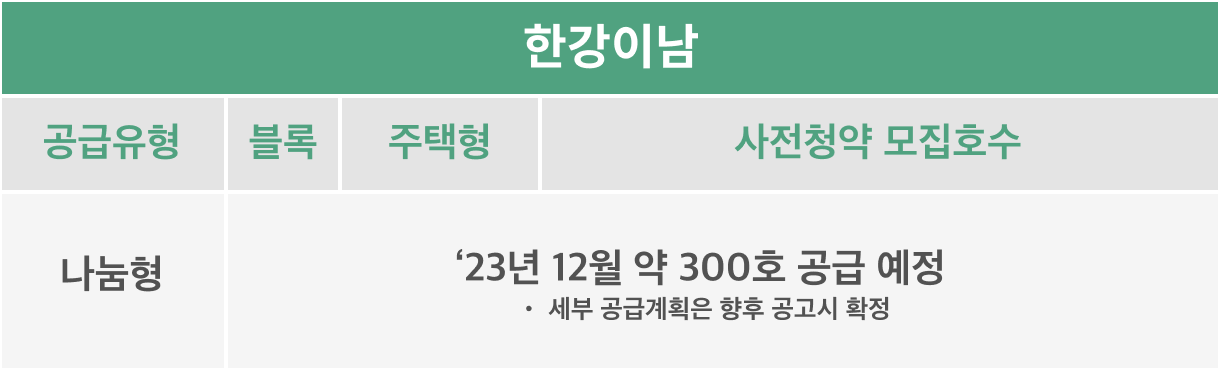 한강이남
공급유형 블록 주택형 사전청약 모집호수
나눔형
‘23년 12월 약 300호 공급 예정
• 세부 공급계획은 향후 공고시 확정